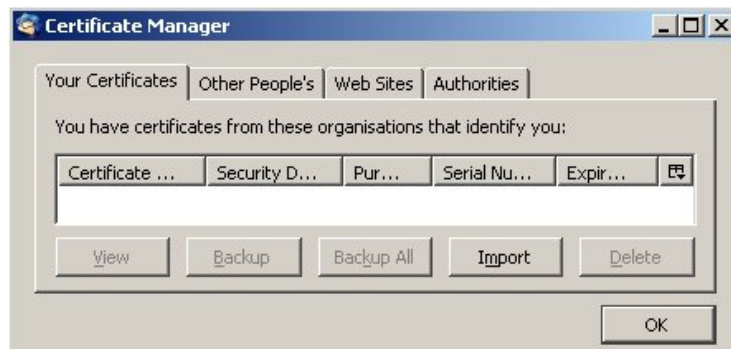 Certificate Manager
Your Certificates Other People's Web Sites Authorities
You have certificates from these organisations that identify you:
Certificate ... Security D... Pur... Serial Nu... Expir...
View Backup Backup All Import Delete
OK